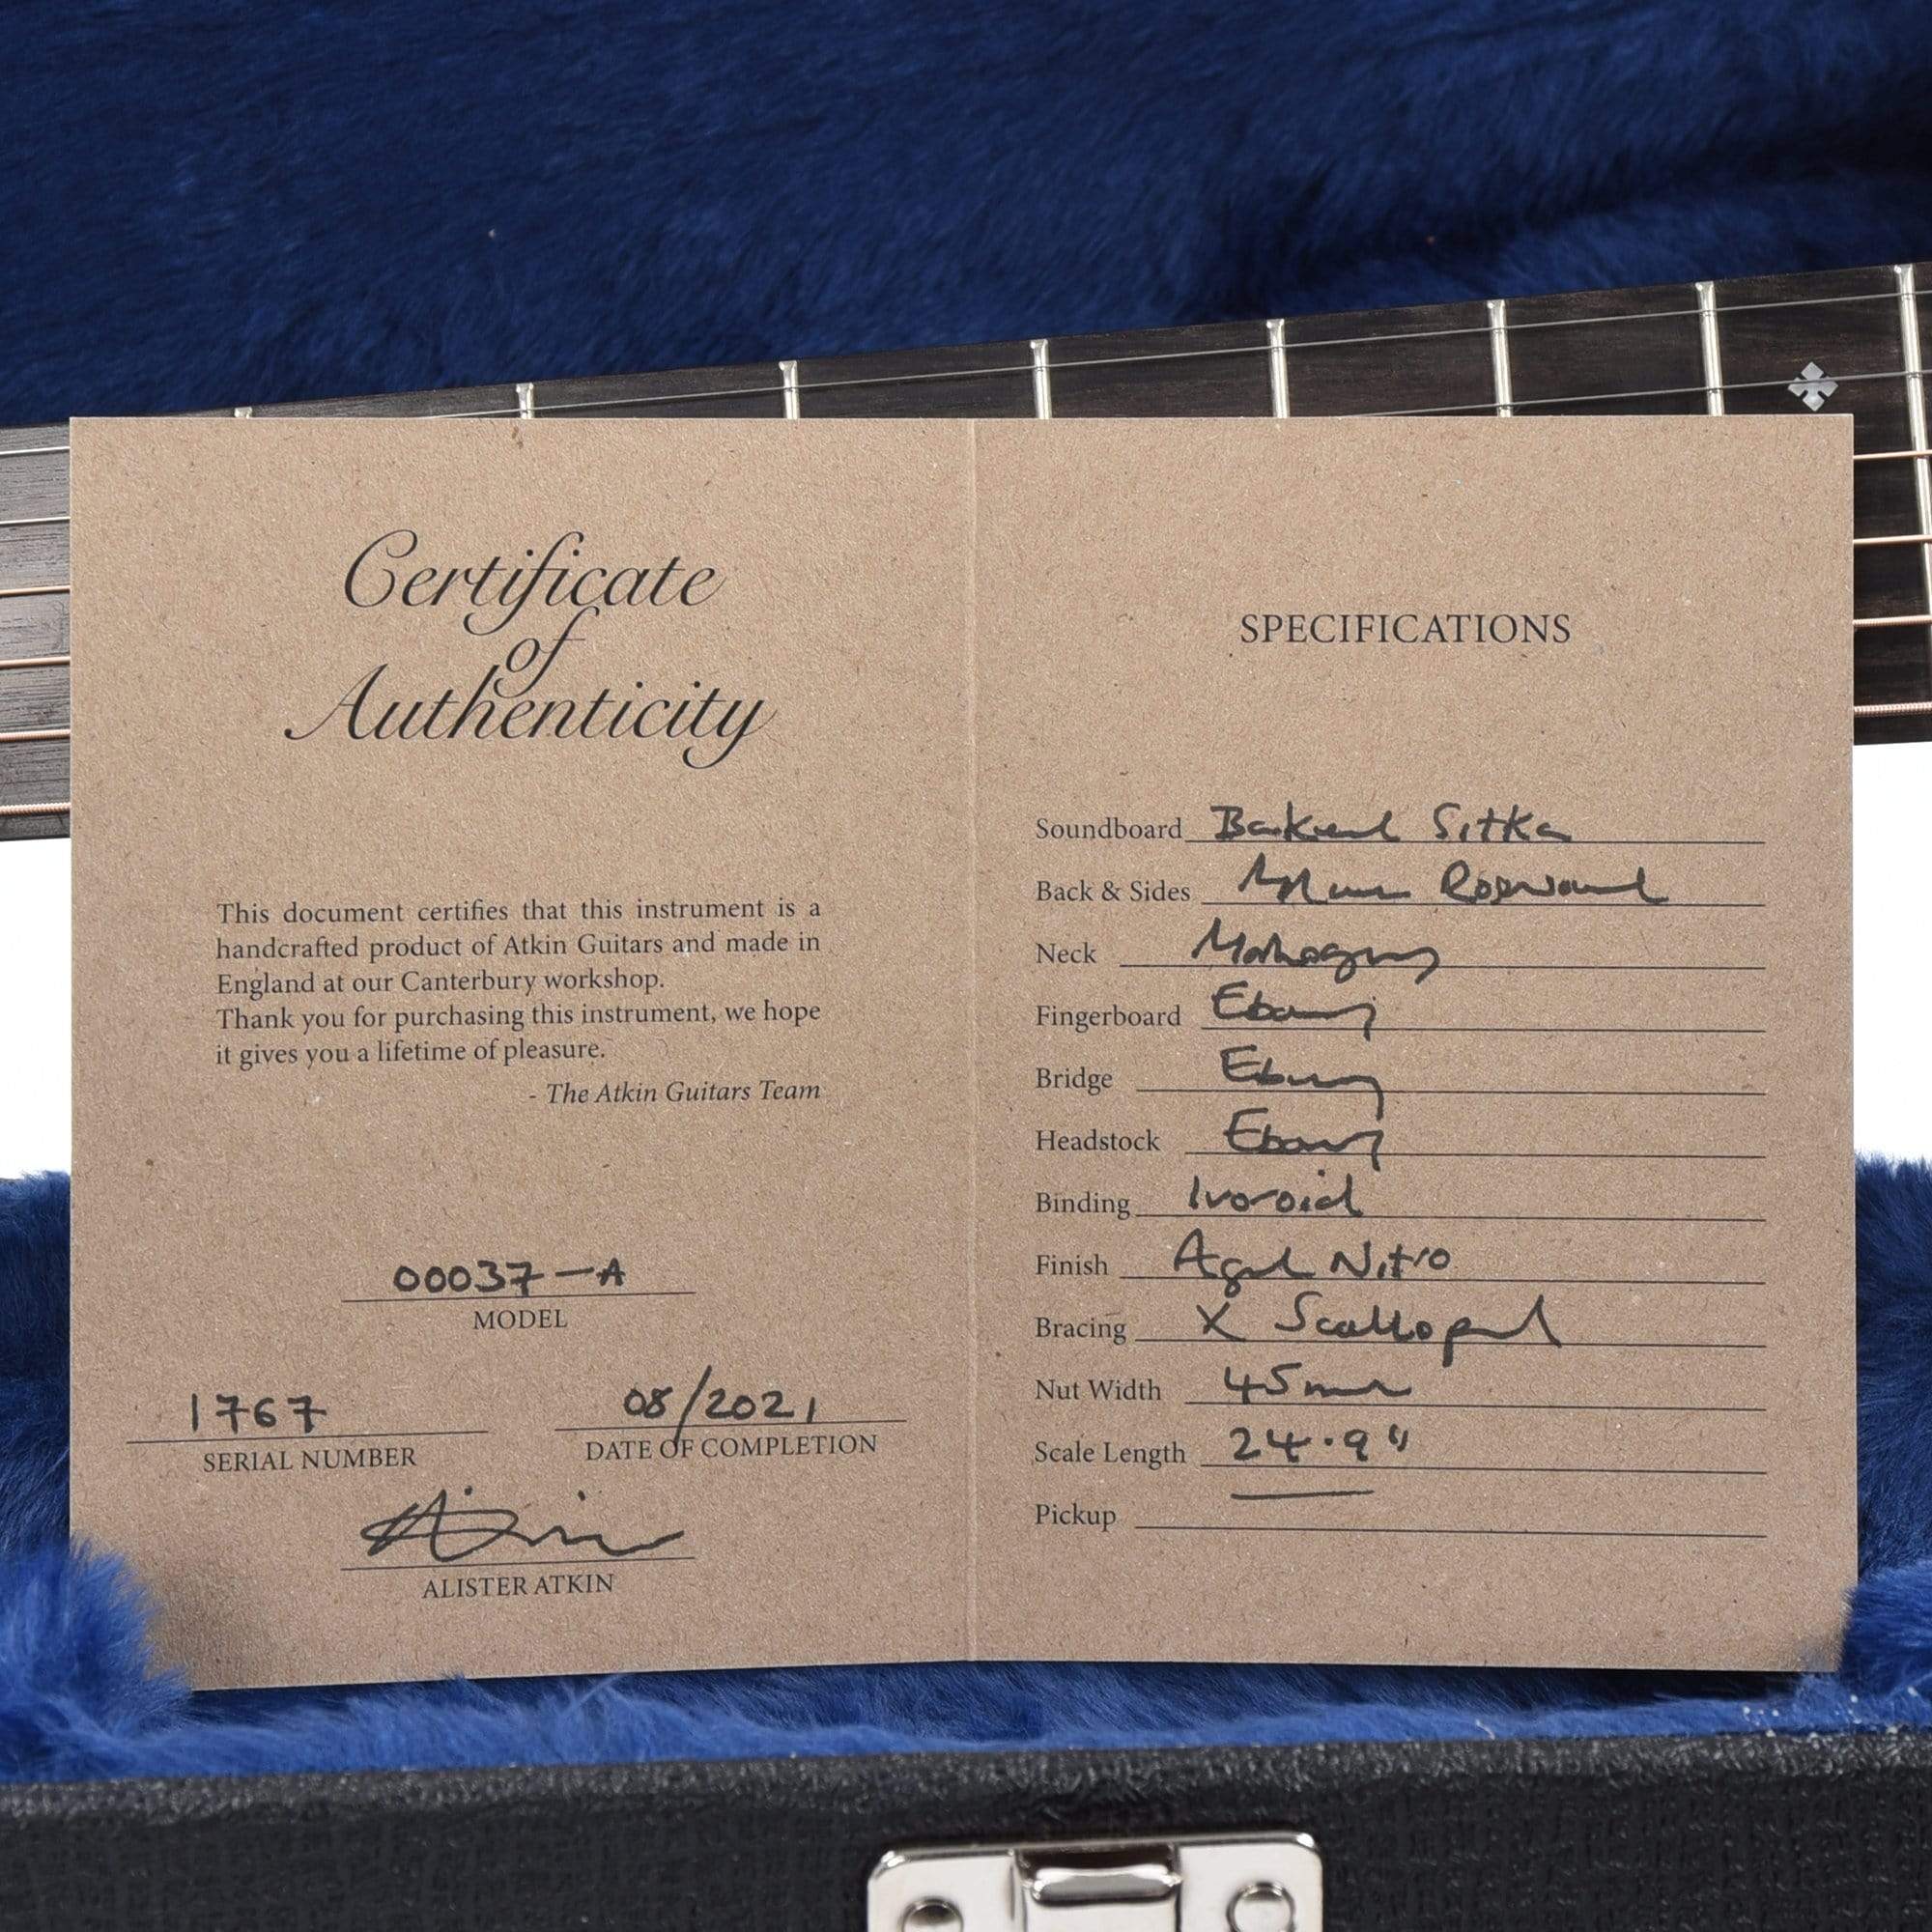 Certificate
of
Authenticity
This document certifies that this instrument is a
handcrafted product of Atkin Guitars and made in
England at our Canterbury workshop.
Thank you for purchasing this instrument, we hope
it gives you a lifetime of pleasure.
- The Atkin Guitars Team
00037-A
MODEL
1767
SERIAL NUMBER
08/2021
DATE OF COMPLETION
ALISTER ATKIN
SPECIFICATIONS
Soundboard Baked Sitka
Back & Sides Rosewood
Neck Mahogany
Fingerboard Ebony
Bridge Ebony
Headstock Ebony
Binding Ivoroid
Finish Aged Nitro
Bracing X Scalloped
Nut Width 45mm
Scale Length 24.9"
Pickup —